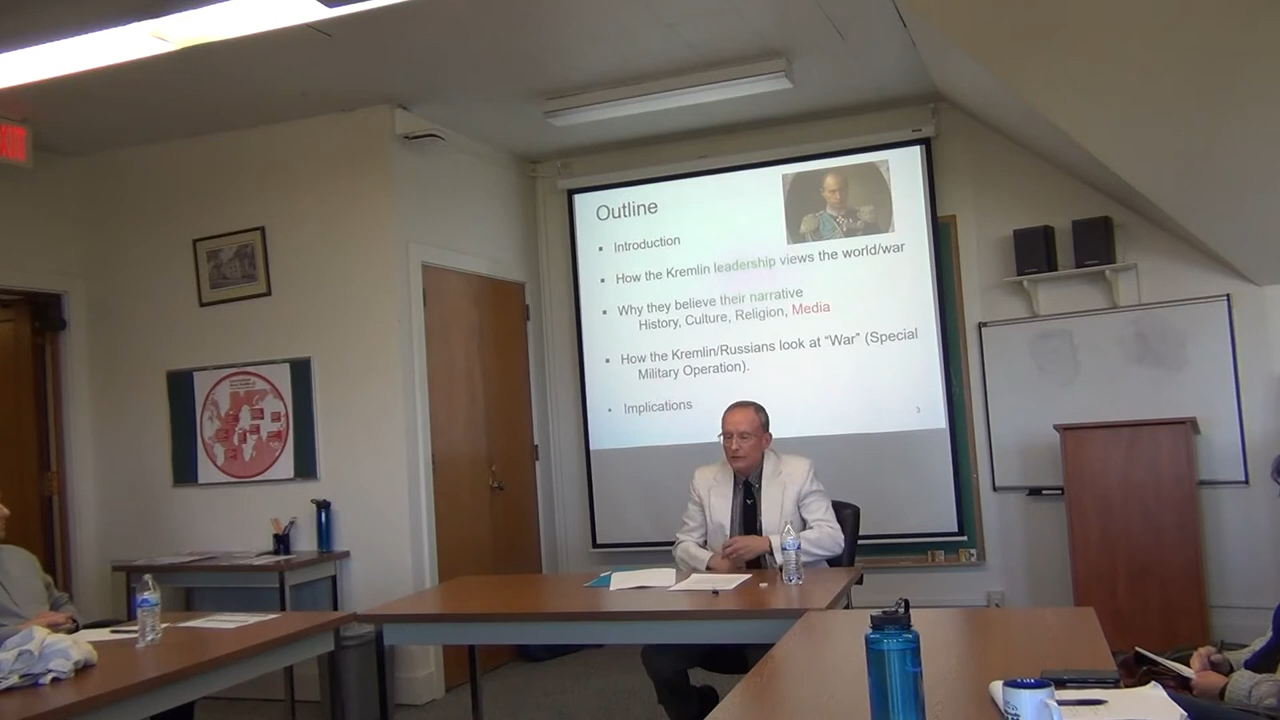 EXIT
Outline
▪ Introduction
▪ How the Kremlin leadership views the world/war
▪ Why they believe their narrative
History, Culture, Religion, Media
▪ How the Kremlin/Russians look at “War” (Special
Military Operation).
▪ Implications
3